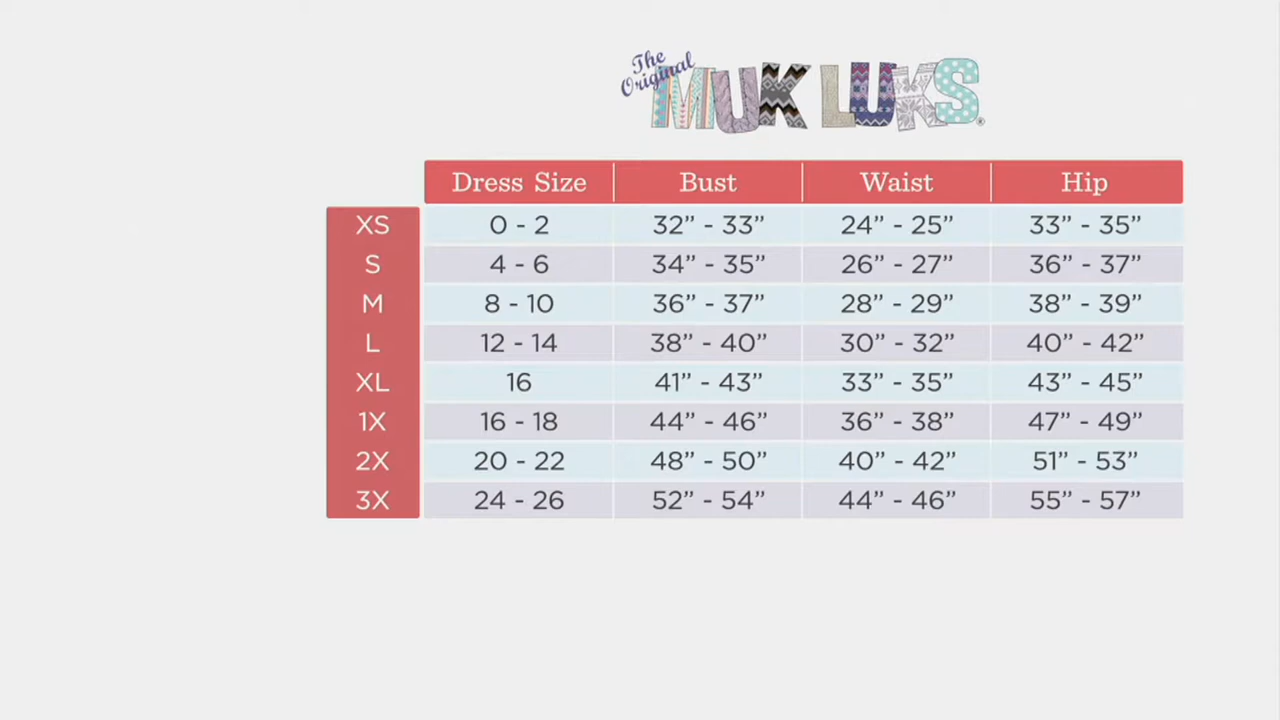 The
Original
MUK LUKS®
Dress Size Bust Waist Hip
XS 0 - 2 32” - 33” 24” - 25” 33” - 35”
S 4 - 6 34” - 35” 26” - 27” 36” - 37”
M 8 - 10 36” - 37” 28” - 29” 38” - 39”
L 12 - 14 38” - 40” 30” - 32” 40” - 42”
XL 16 41” - 43” 33” - 35” 43” - 45”
1X 16 - 18 44” - 46” 36” - 38” 47” - 49”
2X 20 - 22 48” - 50” 40” - 42” 51” - 53”
3X 24 - 26 52” - 54” 44” - 46” 55” - 57”